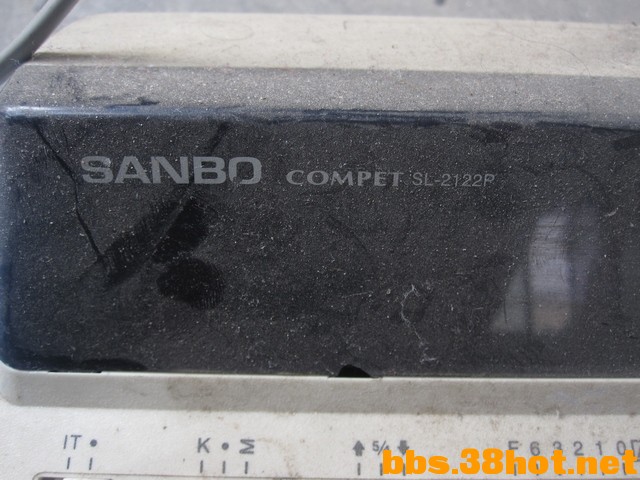 SANBO COMPET SL-2122P
IT • K • M ↑ 5/4 ↓ F 6 3 2 1 0
bbs.38hot.net